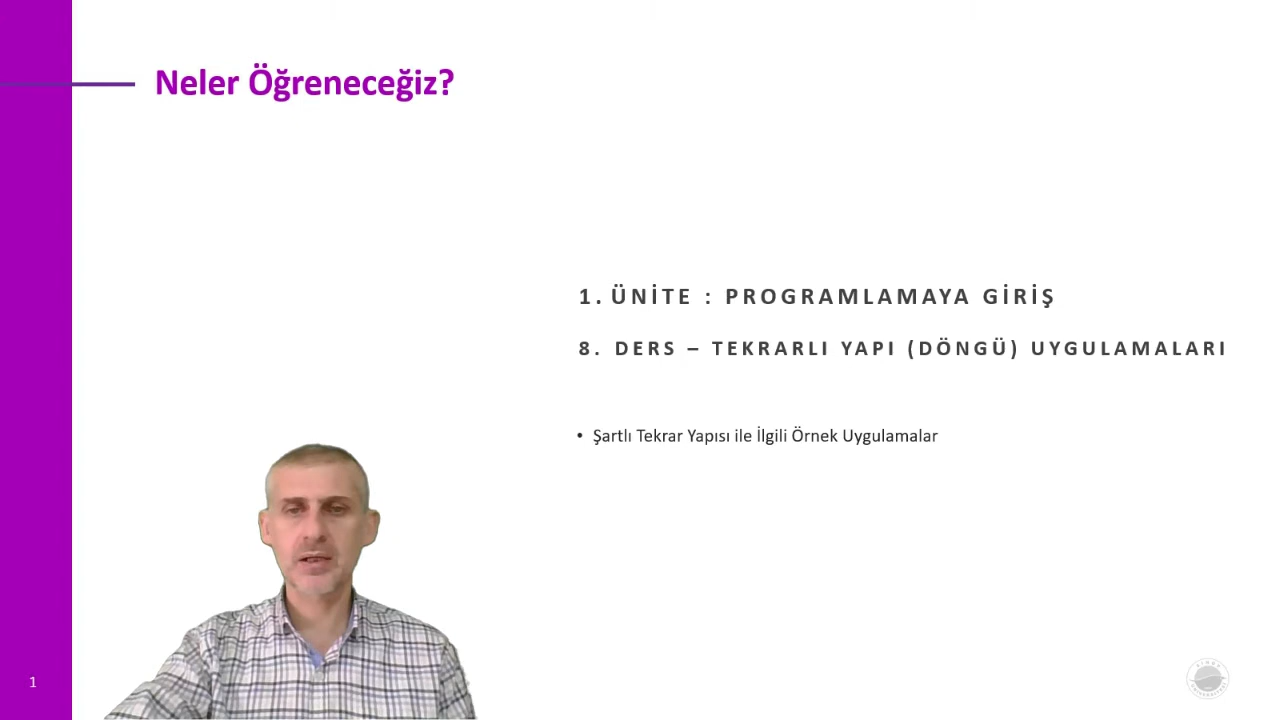 Neler Öğreneceğiz?
1. ÜNİTE : PROGRAMLAMAYA GİRİŞ
8. DERS – TEKRARLI YAPI (DÖNGÜ) UYGULAMALARI
• Şartlı Tekrar Yapısı ile İlgili Örnek Uygulamalar
1